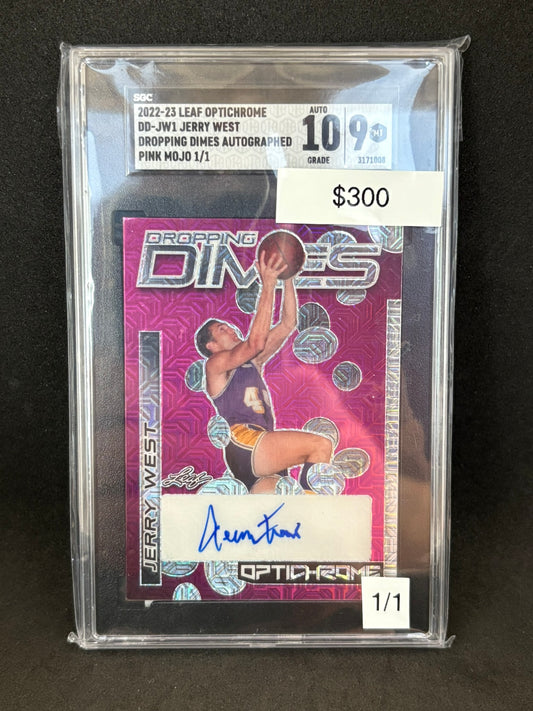 SGC
2022-23 LEAF OPTICHROME
DD-JW1 JERRY WEST
DROPPING DIMES AUTOGRAPHED
PINK MOJO 1/1
AUTO
10
GRADE
9
MT
3171008
$300
DROPPING
DIMES
4
JERRY WEST
Leaf
OPTICHROME
1/1